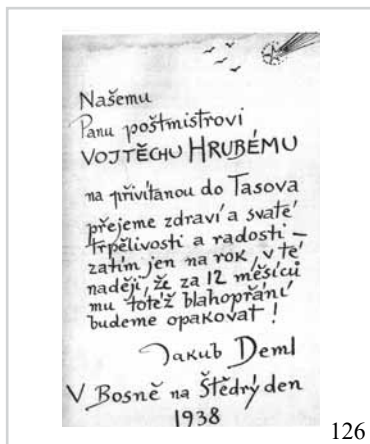 Našemu
Panu poštmistrovi
VOJTĚCHU HRUBÉMU
na přivítanou do Tasova
přejeme zdraví a svaté
trpělivosti a radosti –
zatím jen na rok, v té
naději, že za 12 měsíců
mu totéž blahopřání
budeme opakovat!
Jakub Deml
V Bosně na Štědrý den
1938
126